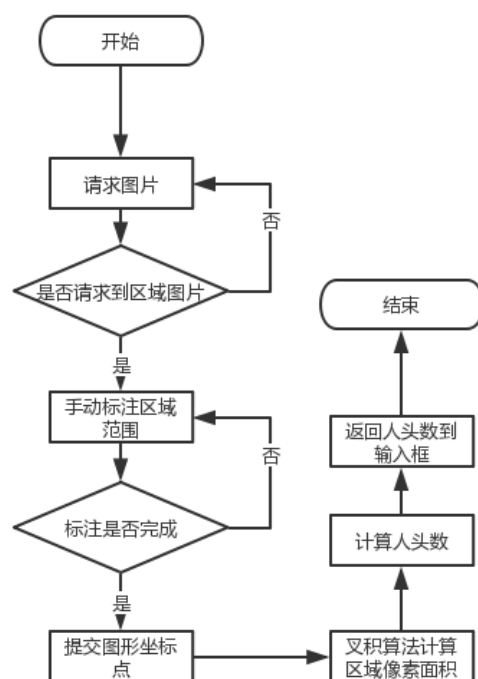 开始
请求图片
否
是否请求到区域图片
是
手动标注区域
范围
否
标注是否完成
是
提交图形坐标
点
叉积算法计算
区域像素面积
计算人头数
返回人头数到
输入框
结束